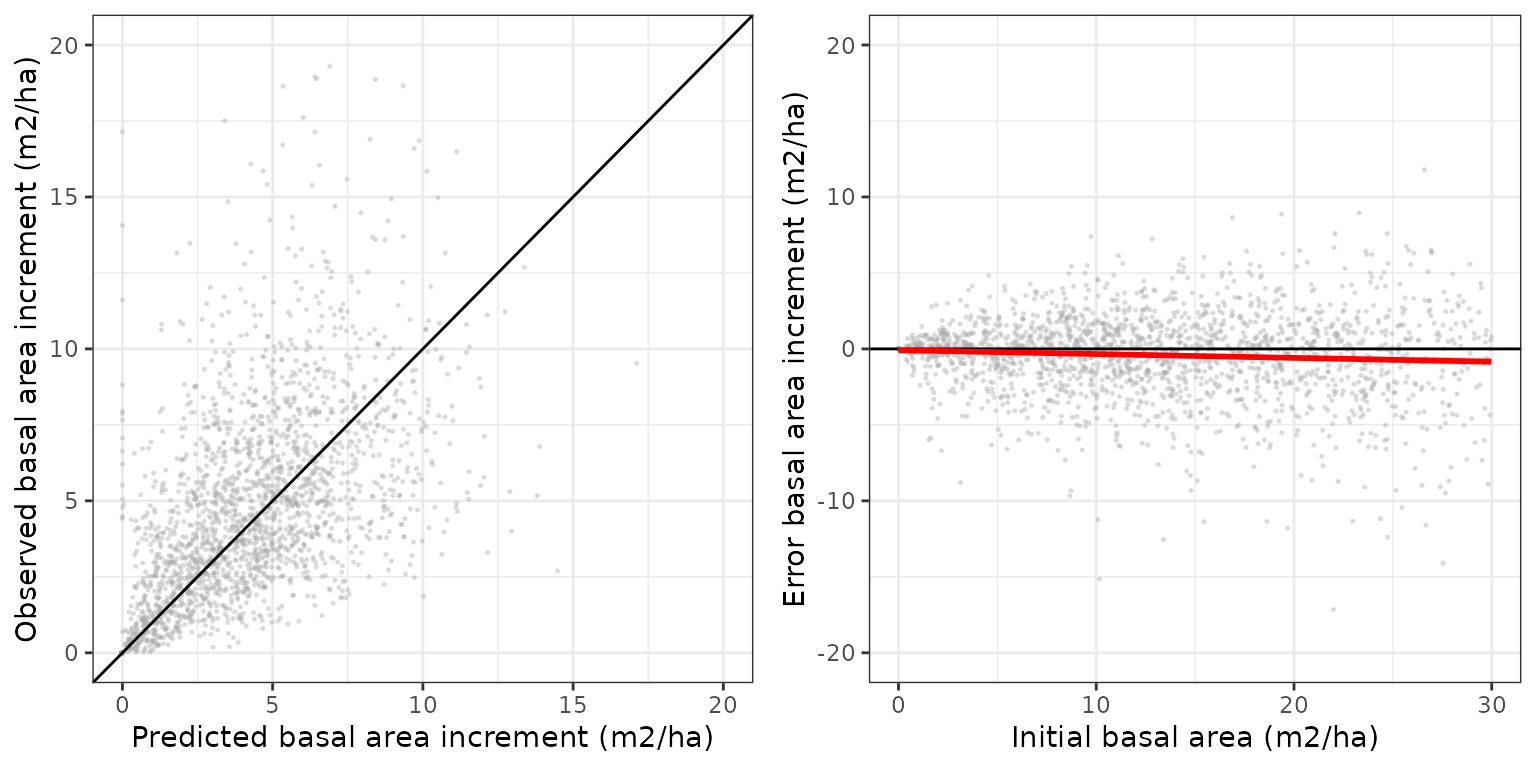 Observed basal area increment (m2/ha)
20
15
10
5
0
0 5 10 15 20
Predicted basal area increment (m2/ha)
Error basal area increment (m2/ha)
20
10
0
-10
-20
0 10 20 30
Initial basal area (m2/ha)